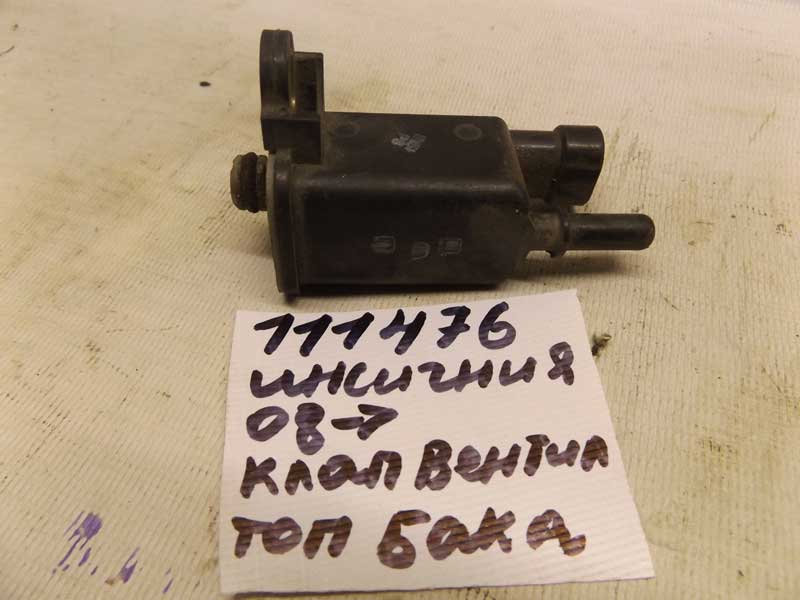 111476
инсигния
08→
клап вентил
топ бака